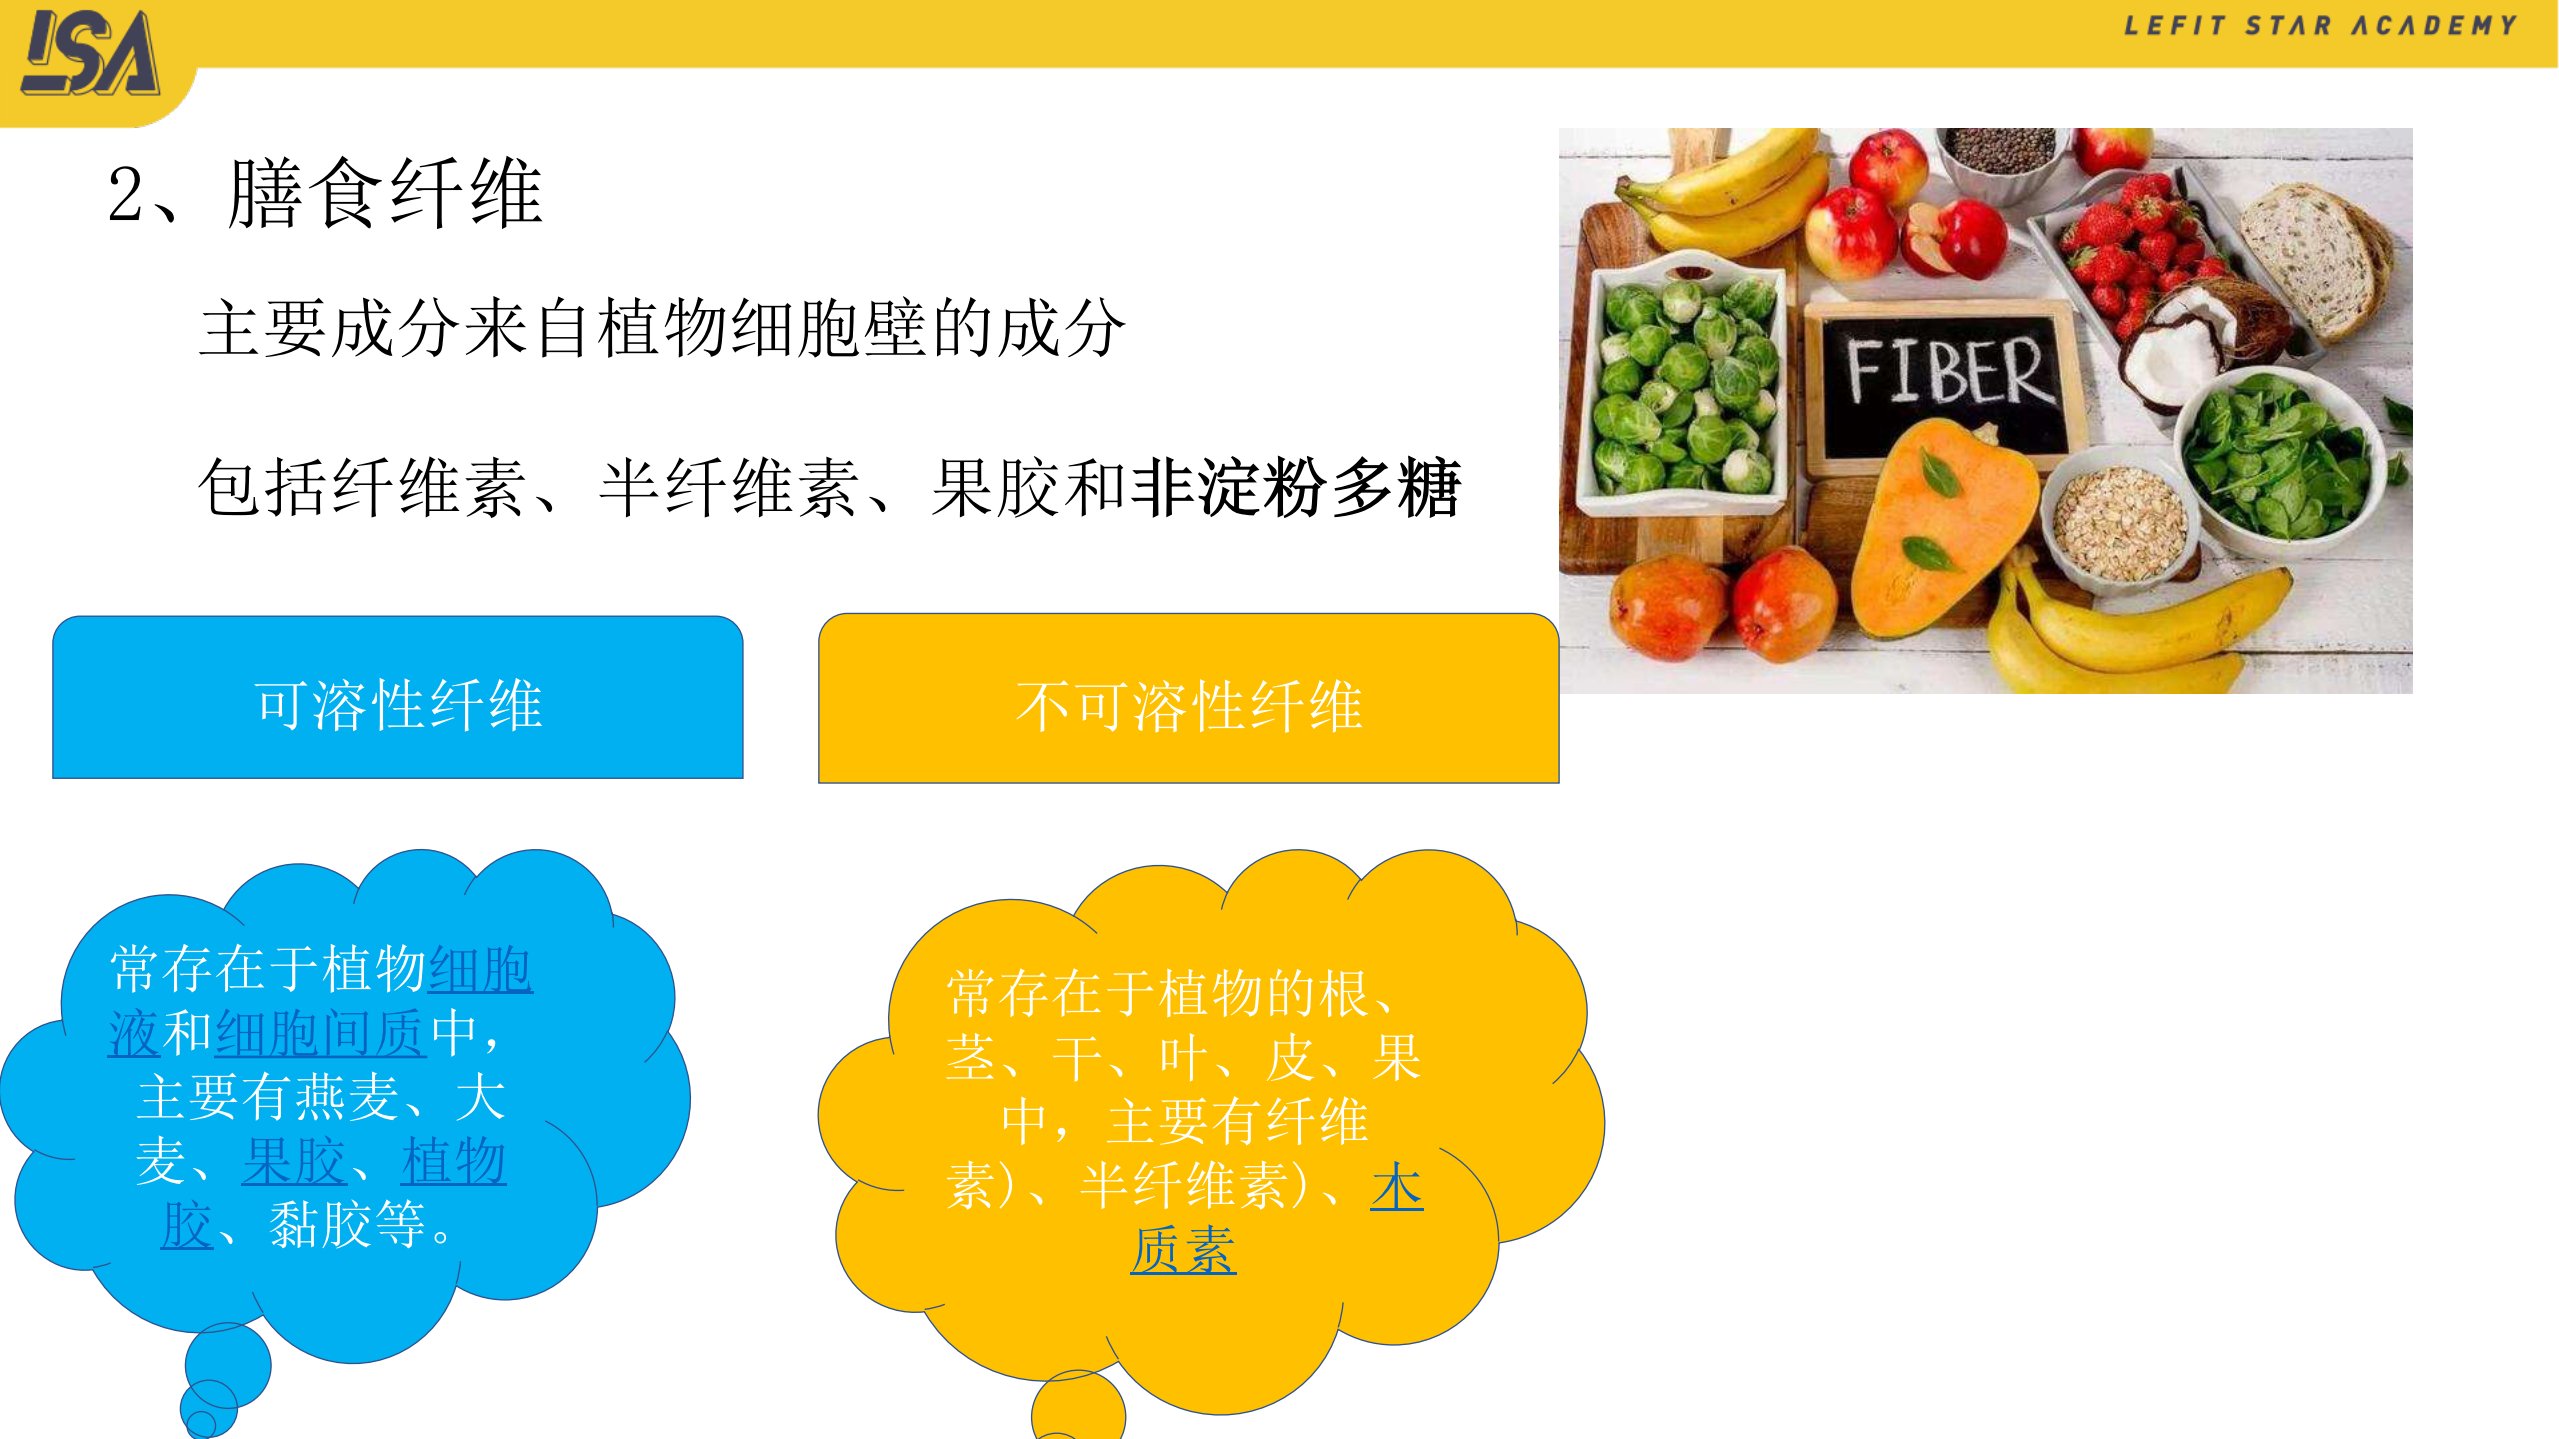 LSA
LEFIT STAR ACADEMY
2、膳食纤维
主要成分来自植物细胞壁的成分
包括纤维素、半纤维素、果胶和非淀粉多糖
FIBER
可溶性纤维
不可溶性纤维
常存在于植物细胞
液和细胞间质中，
主要有燕麦、大
麦、果胶、植物
胶、黏胶等。
常存在于植物的根、
茎、干、叶、皮、果
中，主要有纤维
素)、半纤维素)、木
质素